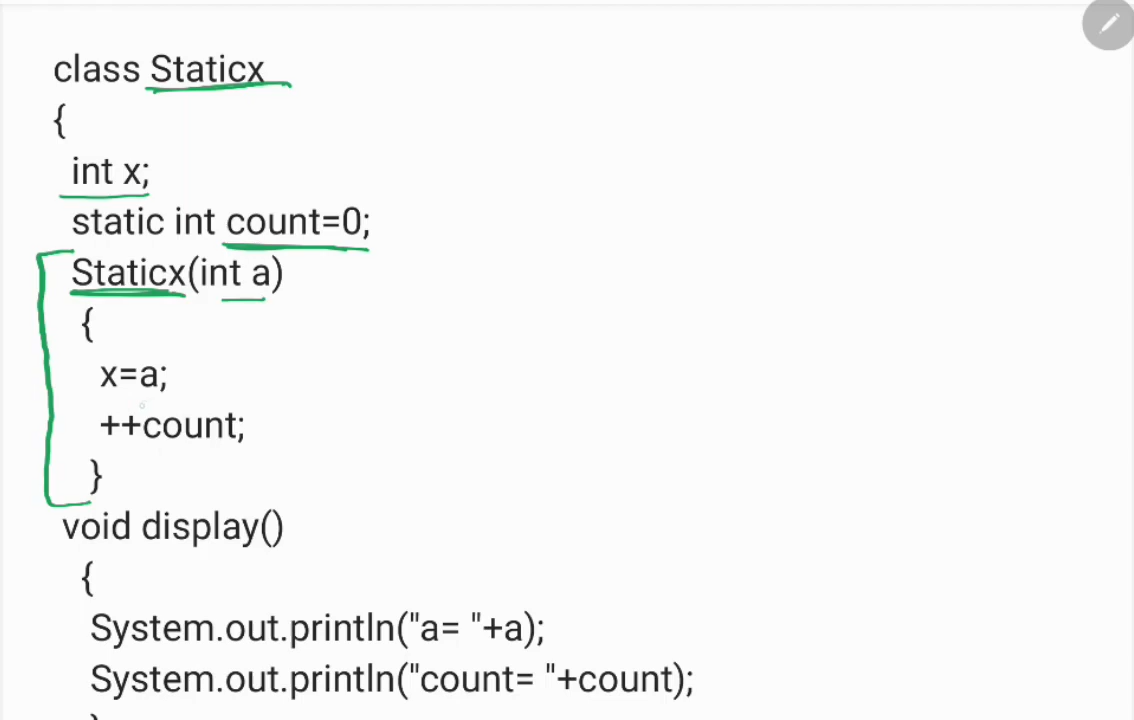 class Staticx
{
int x;
static int count=0;
Staticx(int a)
{
x=a;
++count;
}
void display()
{
System.out.println("a= "+a);
System.out.println("count= "+count);
}